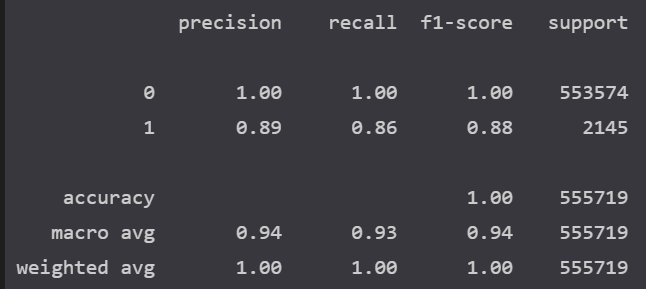 precision recall f1-score support
0 1.00 1.00 1.00 553574
1 0.89 0.86 0.88 2145
accuracy 1.00 555719
macro avg 0.94 0.93 0.94 555719
weighted avg 1.00 1.00 1.00 555719